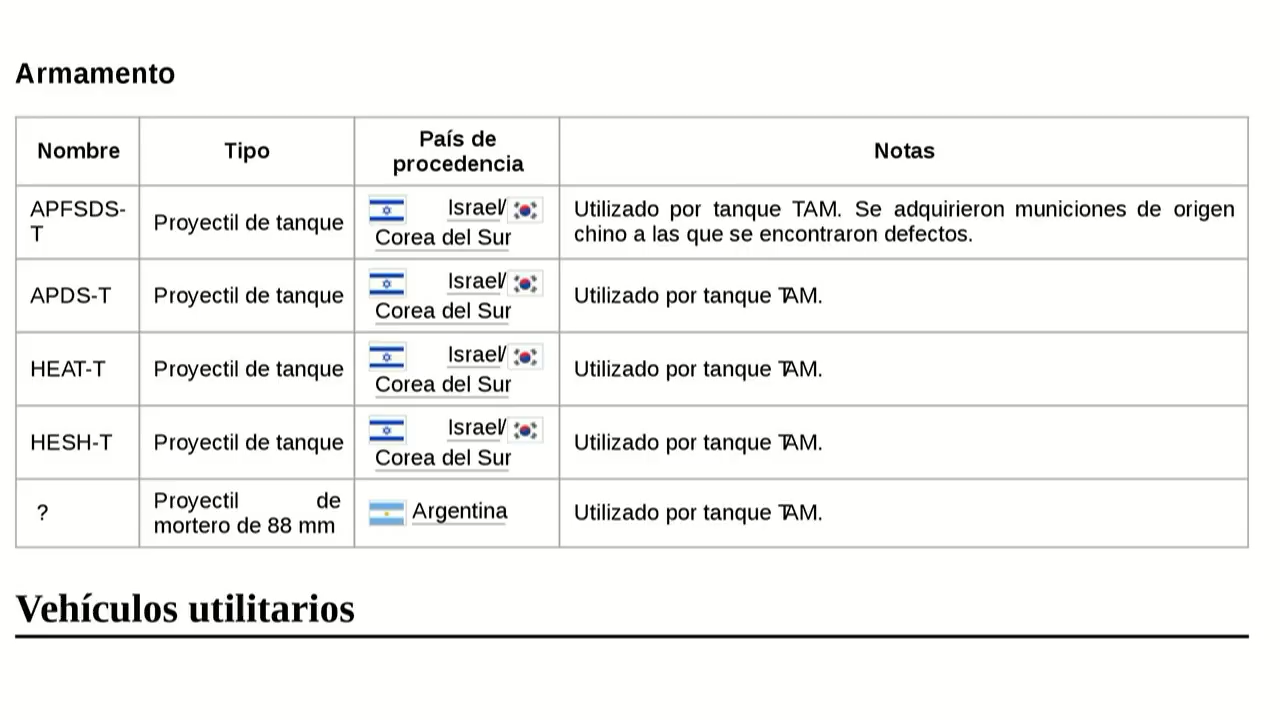 Armamento
Nombre
Tipo
País de
procedencia
Notas
APFSDS-
T
Proyectil de tanque
Israel/
Corea del Sur
Utilizado por tanque TAM. Se adquirieron municiones de origen
chino a las que se encontraron defectos.
APDS-T
Proyectil de tanque
Israel/
Corea del Sur
Utilizado por tanque TAM.
HEAT-T
Proyectil de tanque
Israel/
Corea del Sur
Utilizado por tanque TAM.
HESH-T
Proyectil de tanque
Israel/
Corea del Sur
Utilizado por tanque TAM.
?
Proyectil de
mortero de 88 mm
Argentina
Utilizado por tanque TAM.
Vehículos utilitarios